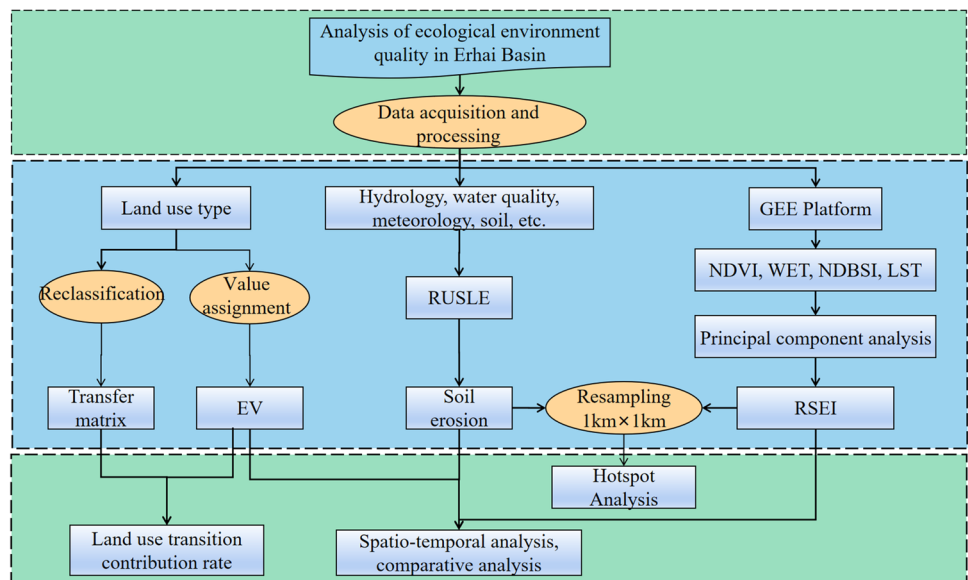 Analysis of ecological environment
quality in Erhai Basin
Data acquisition and
processing
Land use type
Hydrology, water quality,
meteorology, soil, etc.
GEE Platform
Reclassification
Value
assignment
RUSLE
NDVI, WET, NDBSI, LST
Principal component analysis
Transfer
matrix
EV
Soil
erosion
Resampling
1km×1km
RSEI
Hotspot
Analysis
Land use transition
contribution rate
Spatio-temporal analysis,
comparative analysis